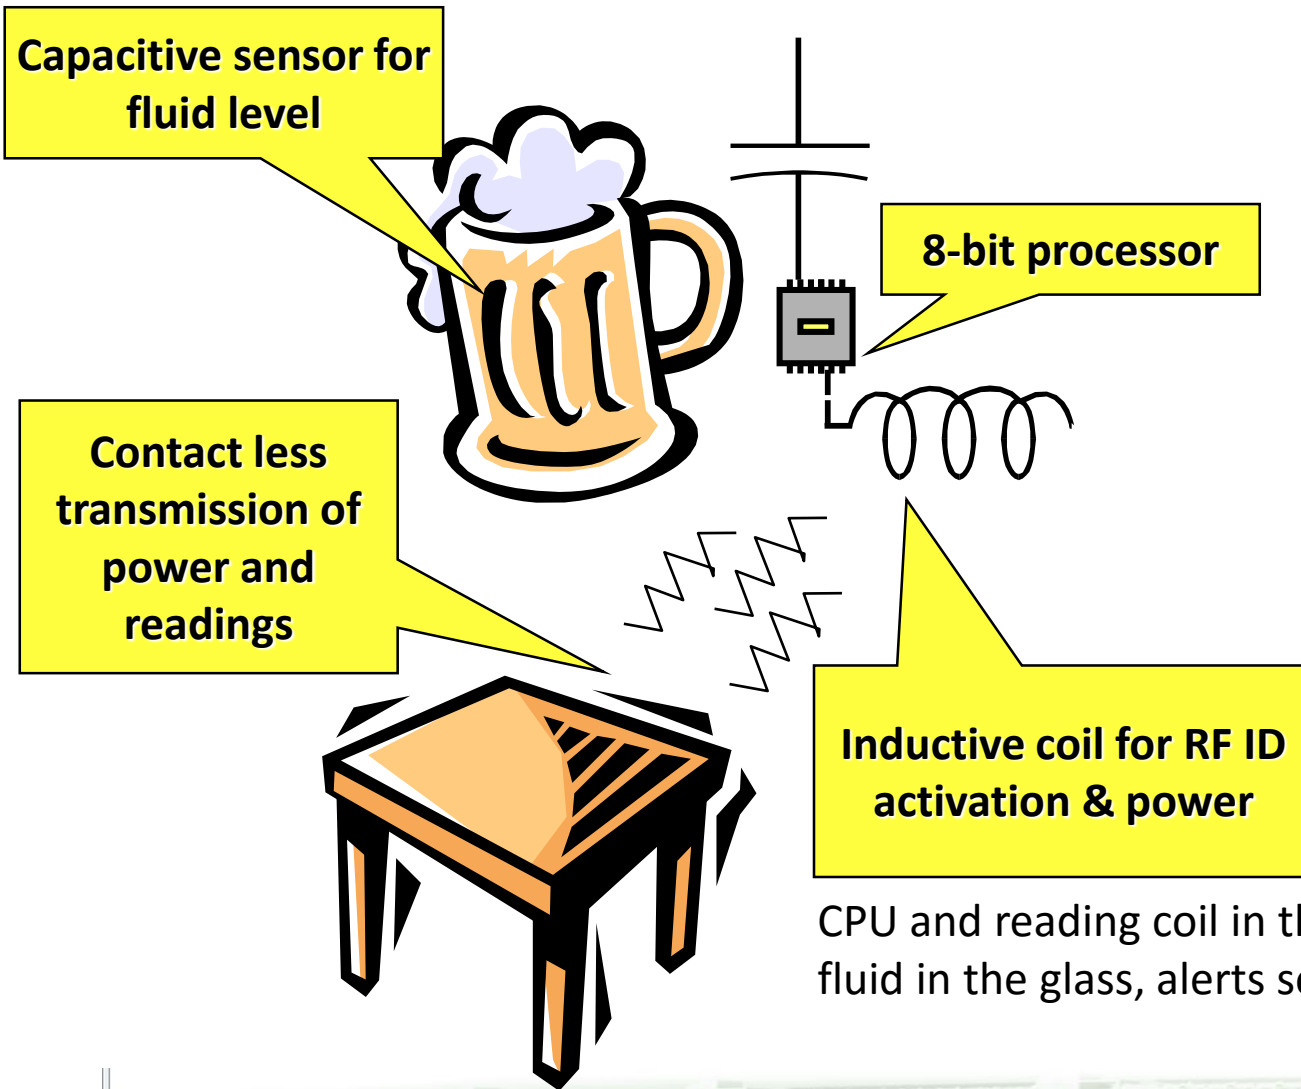 Capacitive sensor for
fluid level
8-bit processor
Contact less
transmission of
power and
readings
Inductive coil for RF ID
activation & power
CPU and reading coil in
fluid in the glass, alerts